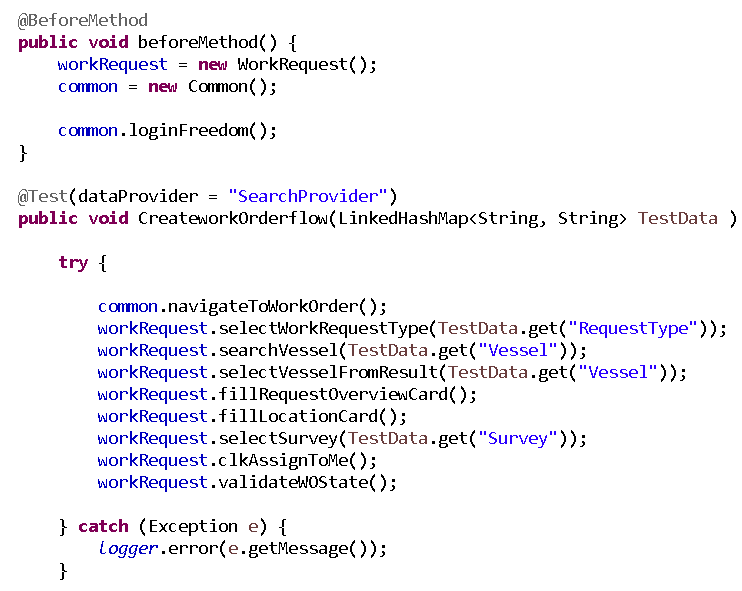 @BeforeMethod
public void beforeMethod() {
workRequest = new WorkRequest();
common = new Common();
common.loginFreedom();
}
@Test(dataProvider = "SearchProvider")
public void CreateworkOrderflow(LinkedHashMap<String, String> TestData )
try {
common.navigateToWorkOrder();
workRequest.selectWorkRequestType(TestData.get("RequestType"));
workRequest.searchVessel(TestData.get("Vessel"));
workRequest.selectVesselFromResult(TestData.get("Vessel"));
workRequest.fillRequestOverviewCard();
workRequest.fillLocationCard();
workRequest.selectSurvey(TestData.get("Survey"));
workRequest.clkAssignToMe();
workRequest.validateWOState();
} catch (Exception e) {
logger.error(e.getMessage());
}